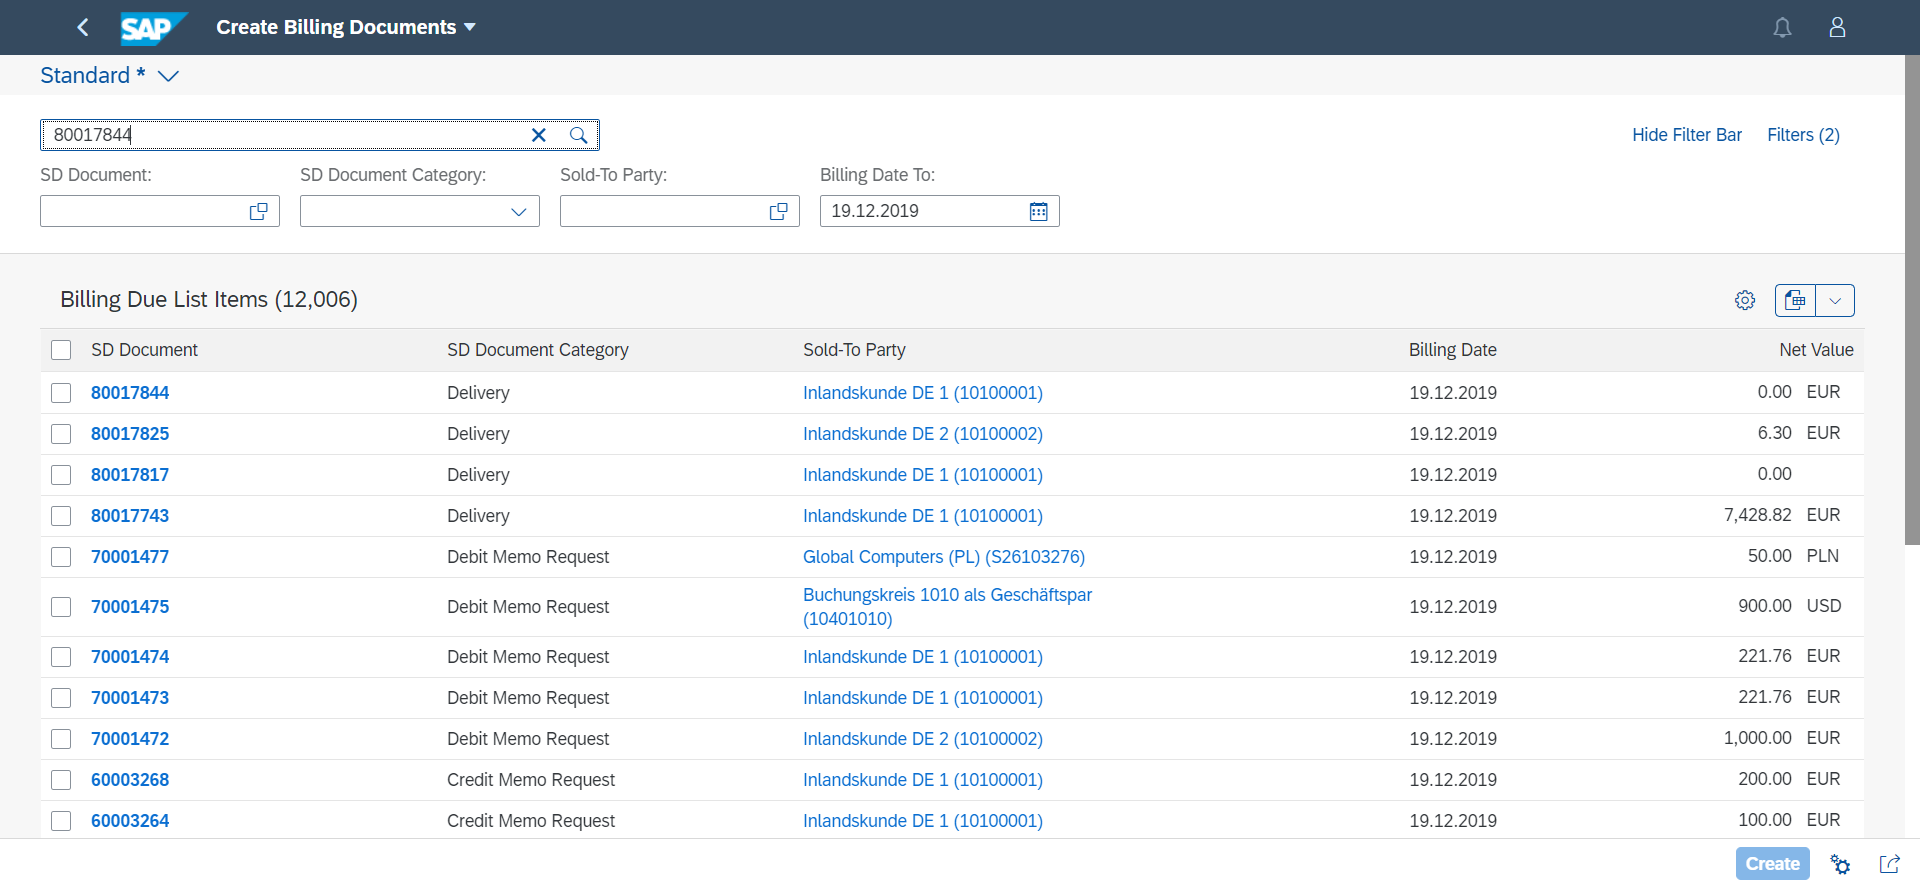 SAP Create Billing Documents
Standard *
80017844
Hide Filter Bar Filters (2)
SD Document: SD Document Category: Sold-To Party: Billing Date To:
19.12.2019
Billing Due List Items (12,006)
SD Document SD Document Category Sold-To Party Billing Date Net Value
80017844 Delivery Inlandskunde DE 1 (10100001) 19.12.2019 0.00 EUR
80017825 Delivery Inlandskunde DE 2 (10100002) 19.12.2019 6.30 EUR
80017817 Delivery Inlandskunde DE 1 (10100001) 19.12.2019 0.00
80017743 Delivery Inlandskunde DE 1 (10100001) 19.12.2019 7,428.82 EUR
70001477 Debit Memo Request Global Computers (PL) (S26103276) 19.12.2019 50.00 PLN
70001475 Debit Memo Request Buchungskreis 1010 als Geschäftspar (10401010) 19.12.2019 900.00 USD
70001474 Debit Memo Request Inlandskunde DE 1 (10100001) 19.12.2019 221.76 EUR
70001473 Debit Memo Request Inlandskunde DE 1 (10100001) 19.12.2019 221.76 EUR
70001472 Debit Memo Request Inlandskunde DE 2 (10100002) 19.12.2019 1,000.00 EUR
60003268 Credit Memo Request Inlandskunde DE 1 (10100001) 19.12.2019 200.00 EUR
60003264 Credit Memo Request Inlandskunde DE 1 (10100001) 19.12.2019 100.00 EUR
Create